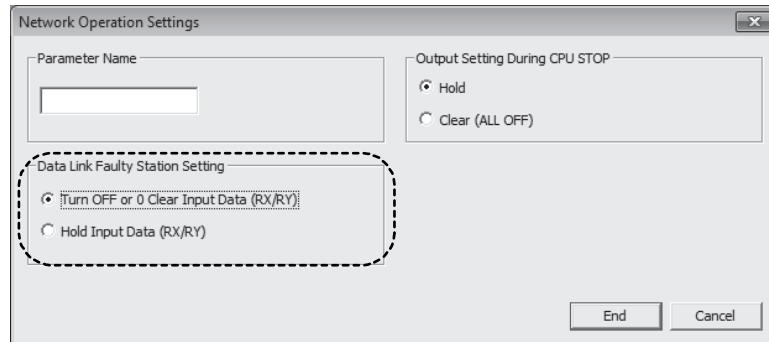 Network Operation Settings
Parameter Name
Data Link Faulty Station Setting
Turn OFF or 0 Clear Input Data (RX/RY)
Hold Input Data (RX/RY)
Output Setting During CPU STOP
Hold
Clear (ALL OFF)
End
Cancel